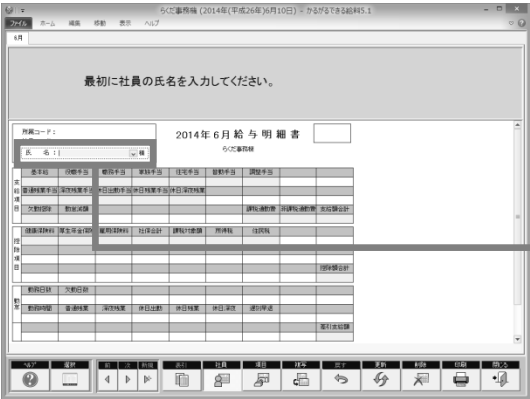 らくだ事務機 (2014年(平成26年)6月10日) - かるがるできる給料5.1
ファイル ホーム 編集 移動 表示 ヘルプ
6月
最初に社員の氏名を入力してください。
所属コード：
2014年6月給与明細書
らくだ事務機
氏 名： 様
支給項目
基本給 役職手当 職務手当 家族手当 住宅手当 皆勤手当 調整手当
普通残業手当 深夜残業手当 休日出勤手当 休日残業手当 休日深夜残業
欠勤控除 勤怠減額 課税通勤費 非課税通勤費 支給額合計
控除項目
健康保険料 厚生年金保険 雇用保険料 社保合計 課税対象額 所得税 住民税
控除額合計
勤怠
勤務日数 欠勤日数
勤務時間 普通残業 深夜残業 休日出勤 休日残業 休日深夜 遅刻早退
差引支給額
ヘルプ 選択 前 次 新規 索引 社員 項目 複写 戻す 更新 削除 印刷 閉じる